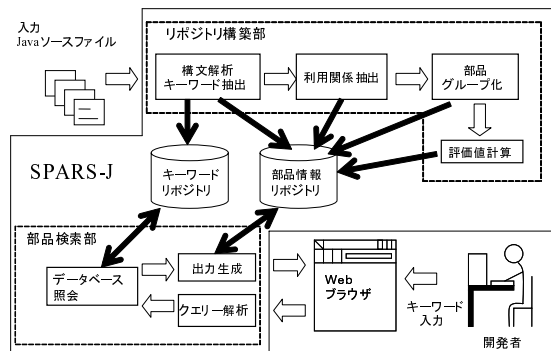 入力
Javaソースファイル
リポジトリ構築部
構文解析
キーワード抽出
利用関係抽出
部品
グループ化
評価値計算
SPARS-J
キーワード
リポジトリ
部品情報
リポジトリ
部品検索部
データベース
照会
出力生成
クエリー解析
Web
ブラウザ
キーワード
入力
開発者